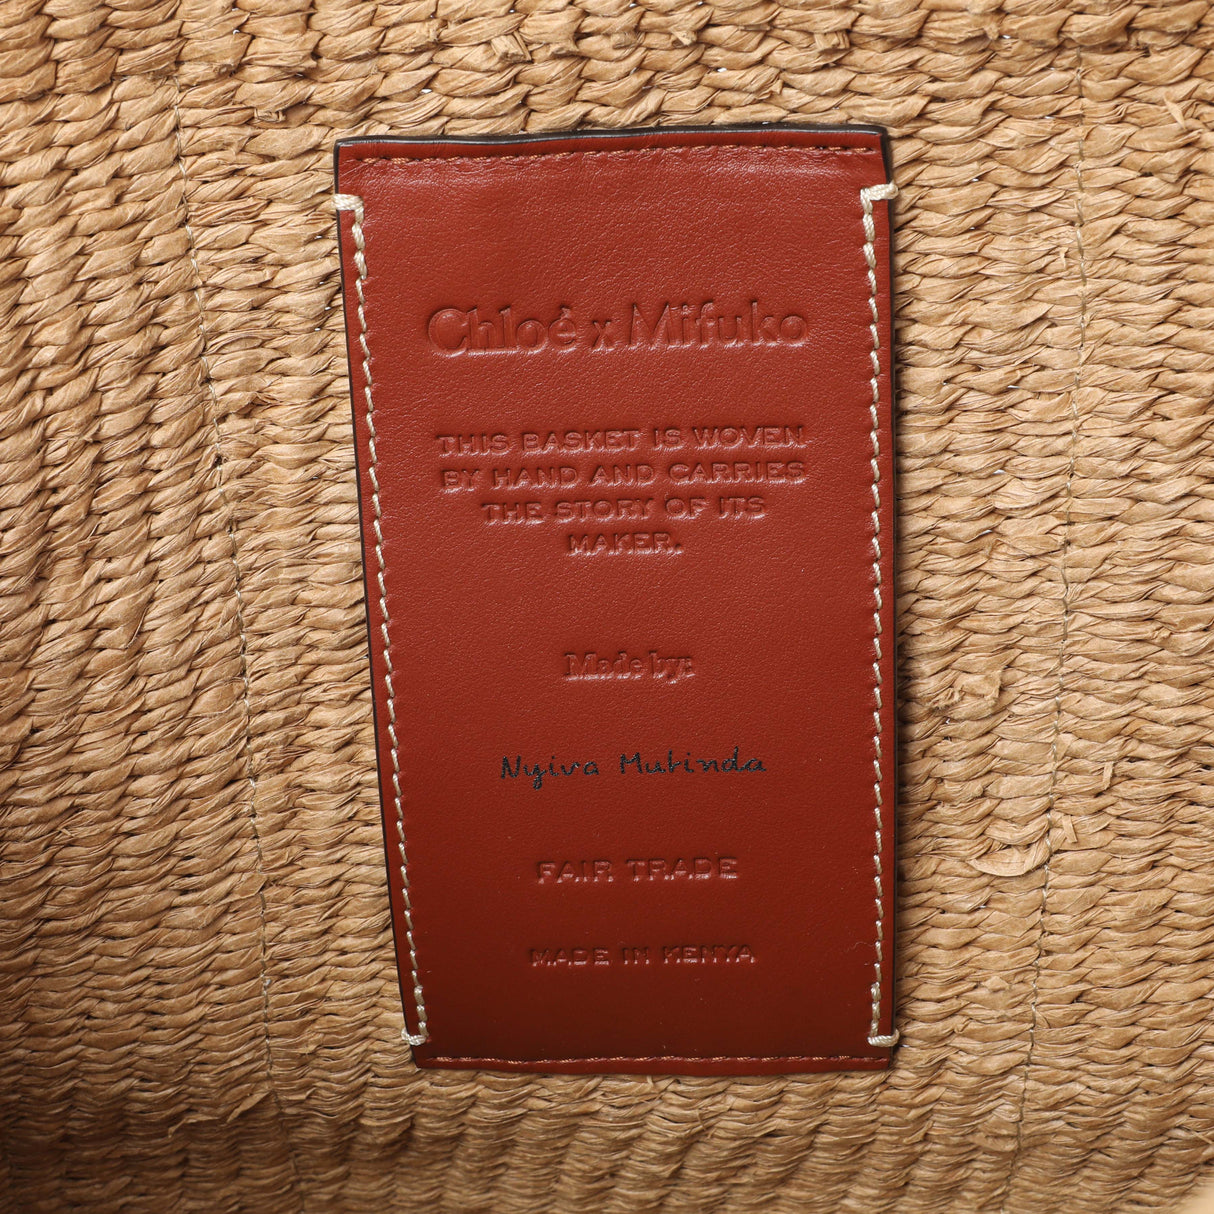 Chloé x Mifuko
THIS BASKET IS WOVEN
BY HAND AND CARRIES
THE STORY OF ITS
MAKER.
Made by:
Nyiva Mutinda
FAIR TRADE
MADE IN KENYA